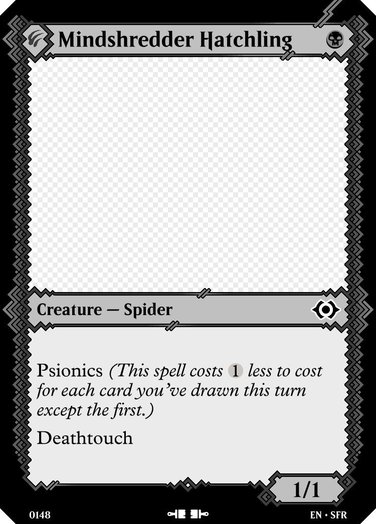 Mindshredder Hatchling
Creature — Spider
Psionics (This spell costs 1 less to cost
for each card you've drawn this turn
except the first.)
Deathtouch
1/1
0148
EN • SFR